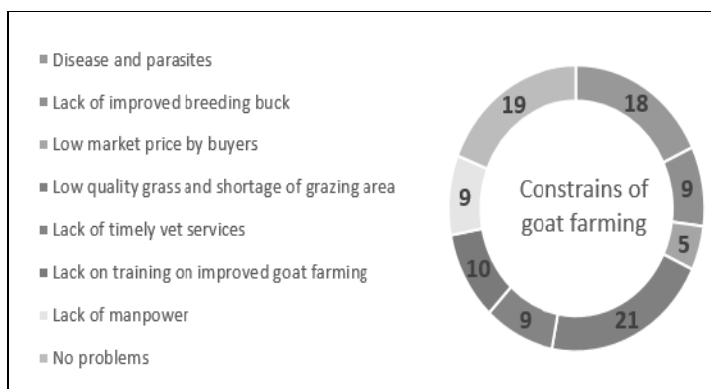 Disease and parasites
Lack of improved breeding buck
Low market price by buyers
Low quality grass and shortage of grazing area
Lack of timely vet services
Lack on training on improved goat farming
Lack of manpower
No problems
Constrains of
goat farming
18
9
5
21
9
10
9
19